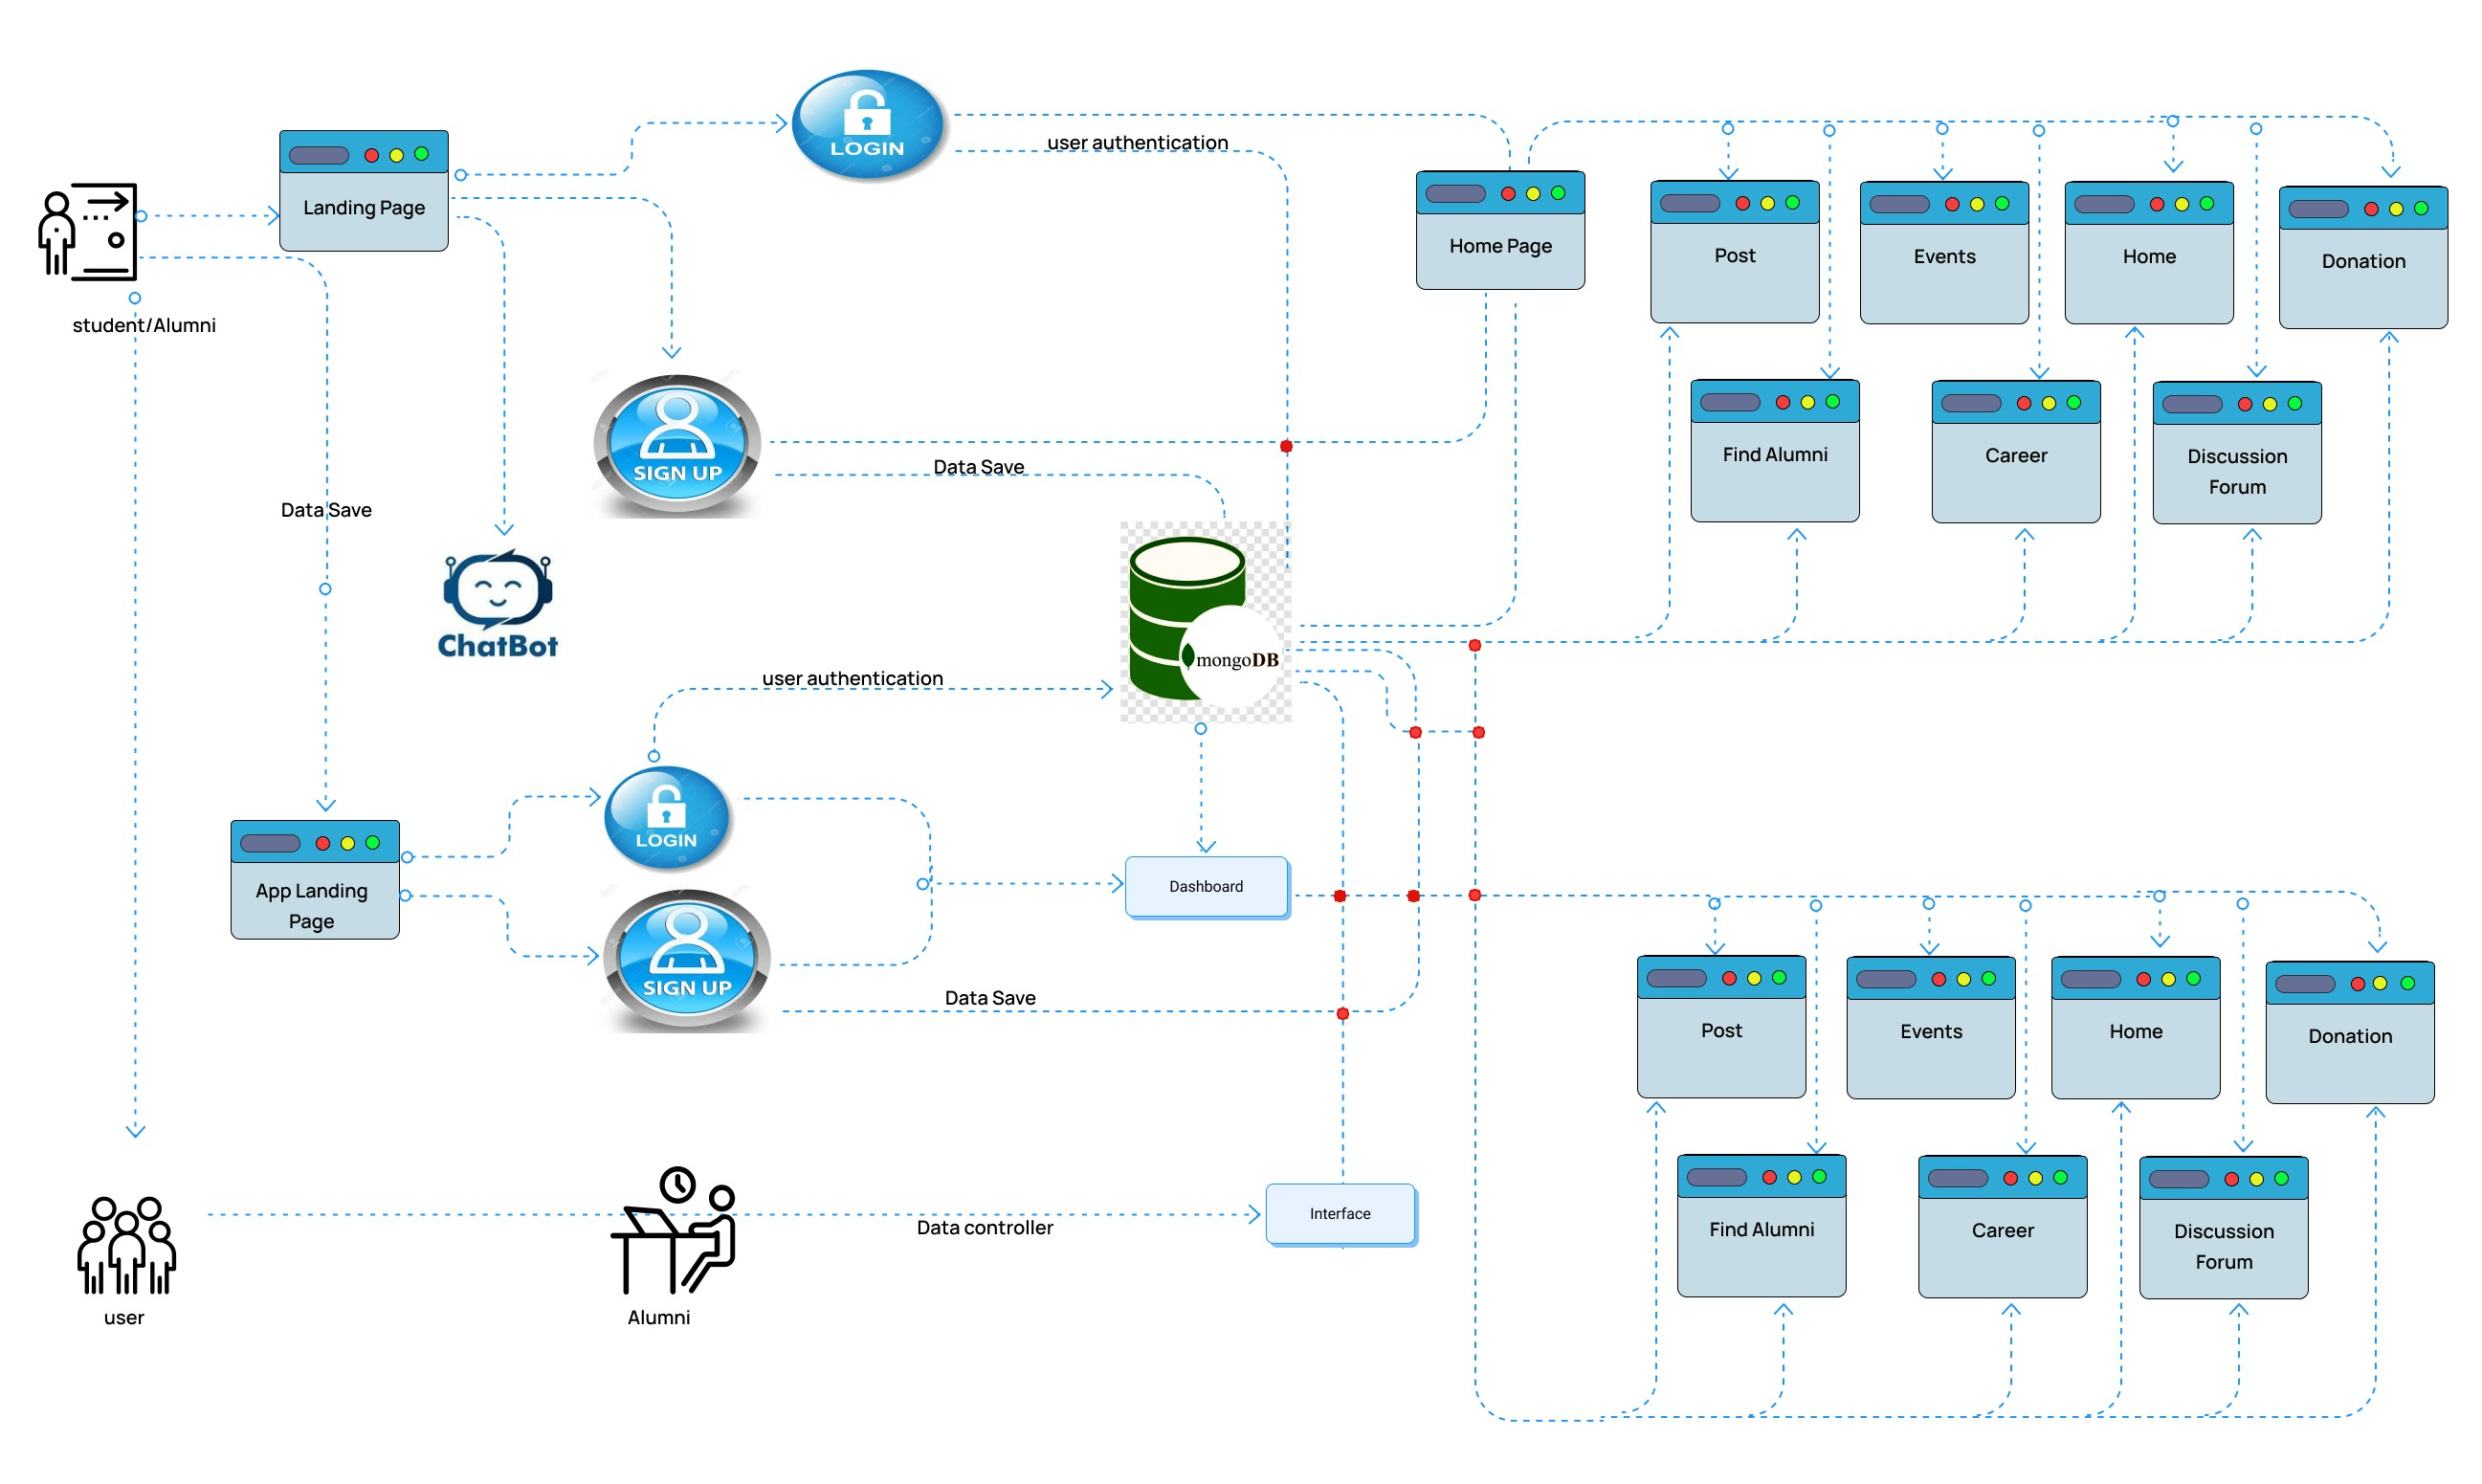 LOGIN
user authentication
Landing Page
Home Page
Post
Events
Home
Donation
student/Alumni
SIGN UP
Data Save
Find Alumni
Career
Discussion
Forum
Data Save
ChatBot
mongoDB
user authentication
LOGIN
App Landing
Page
Dashboard
SIGN UP
Data Save
Post
Events
Home
Donation
Find Alumni
Career
Discussion
Forum
Data controller
Interface
user
Alumni